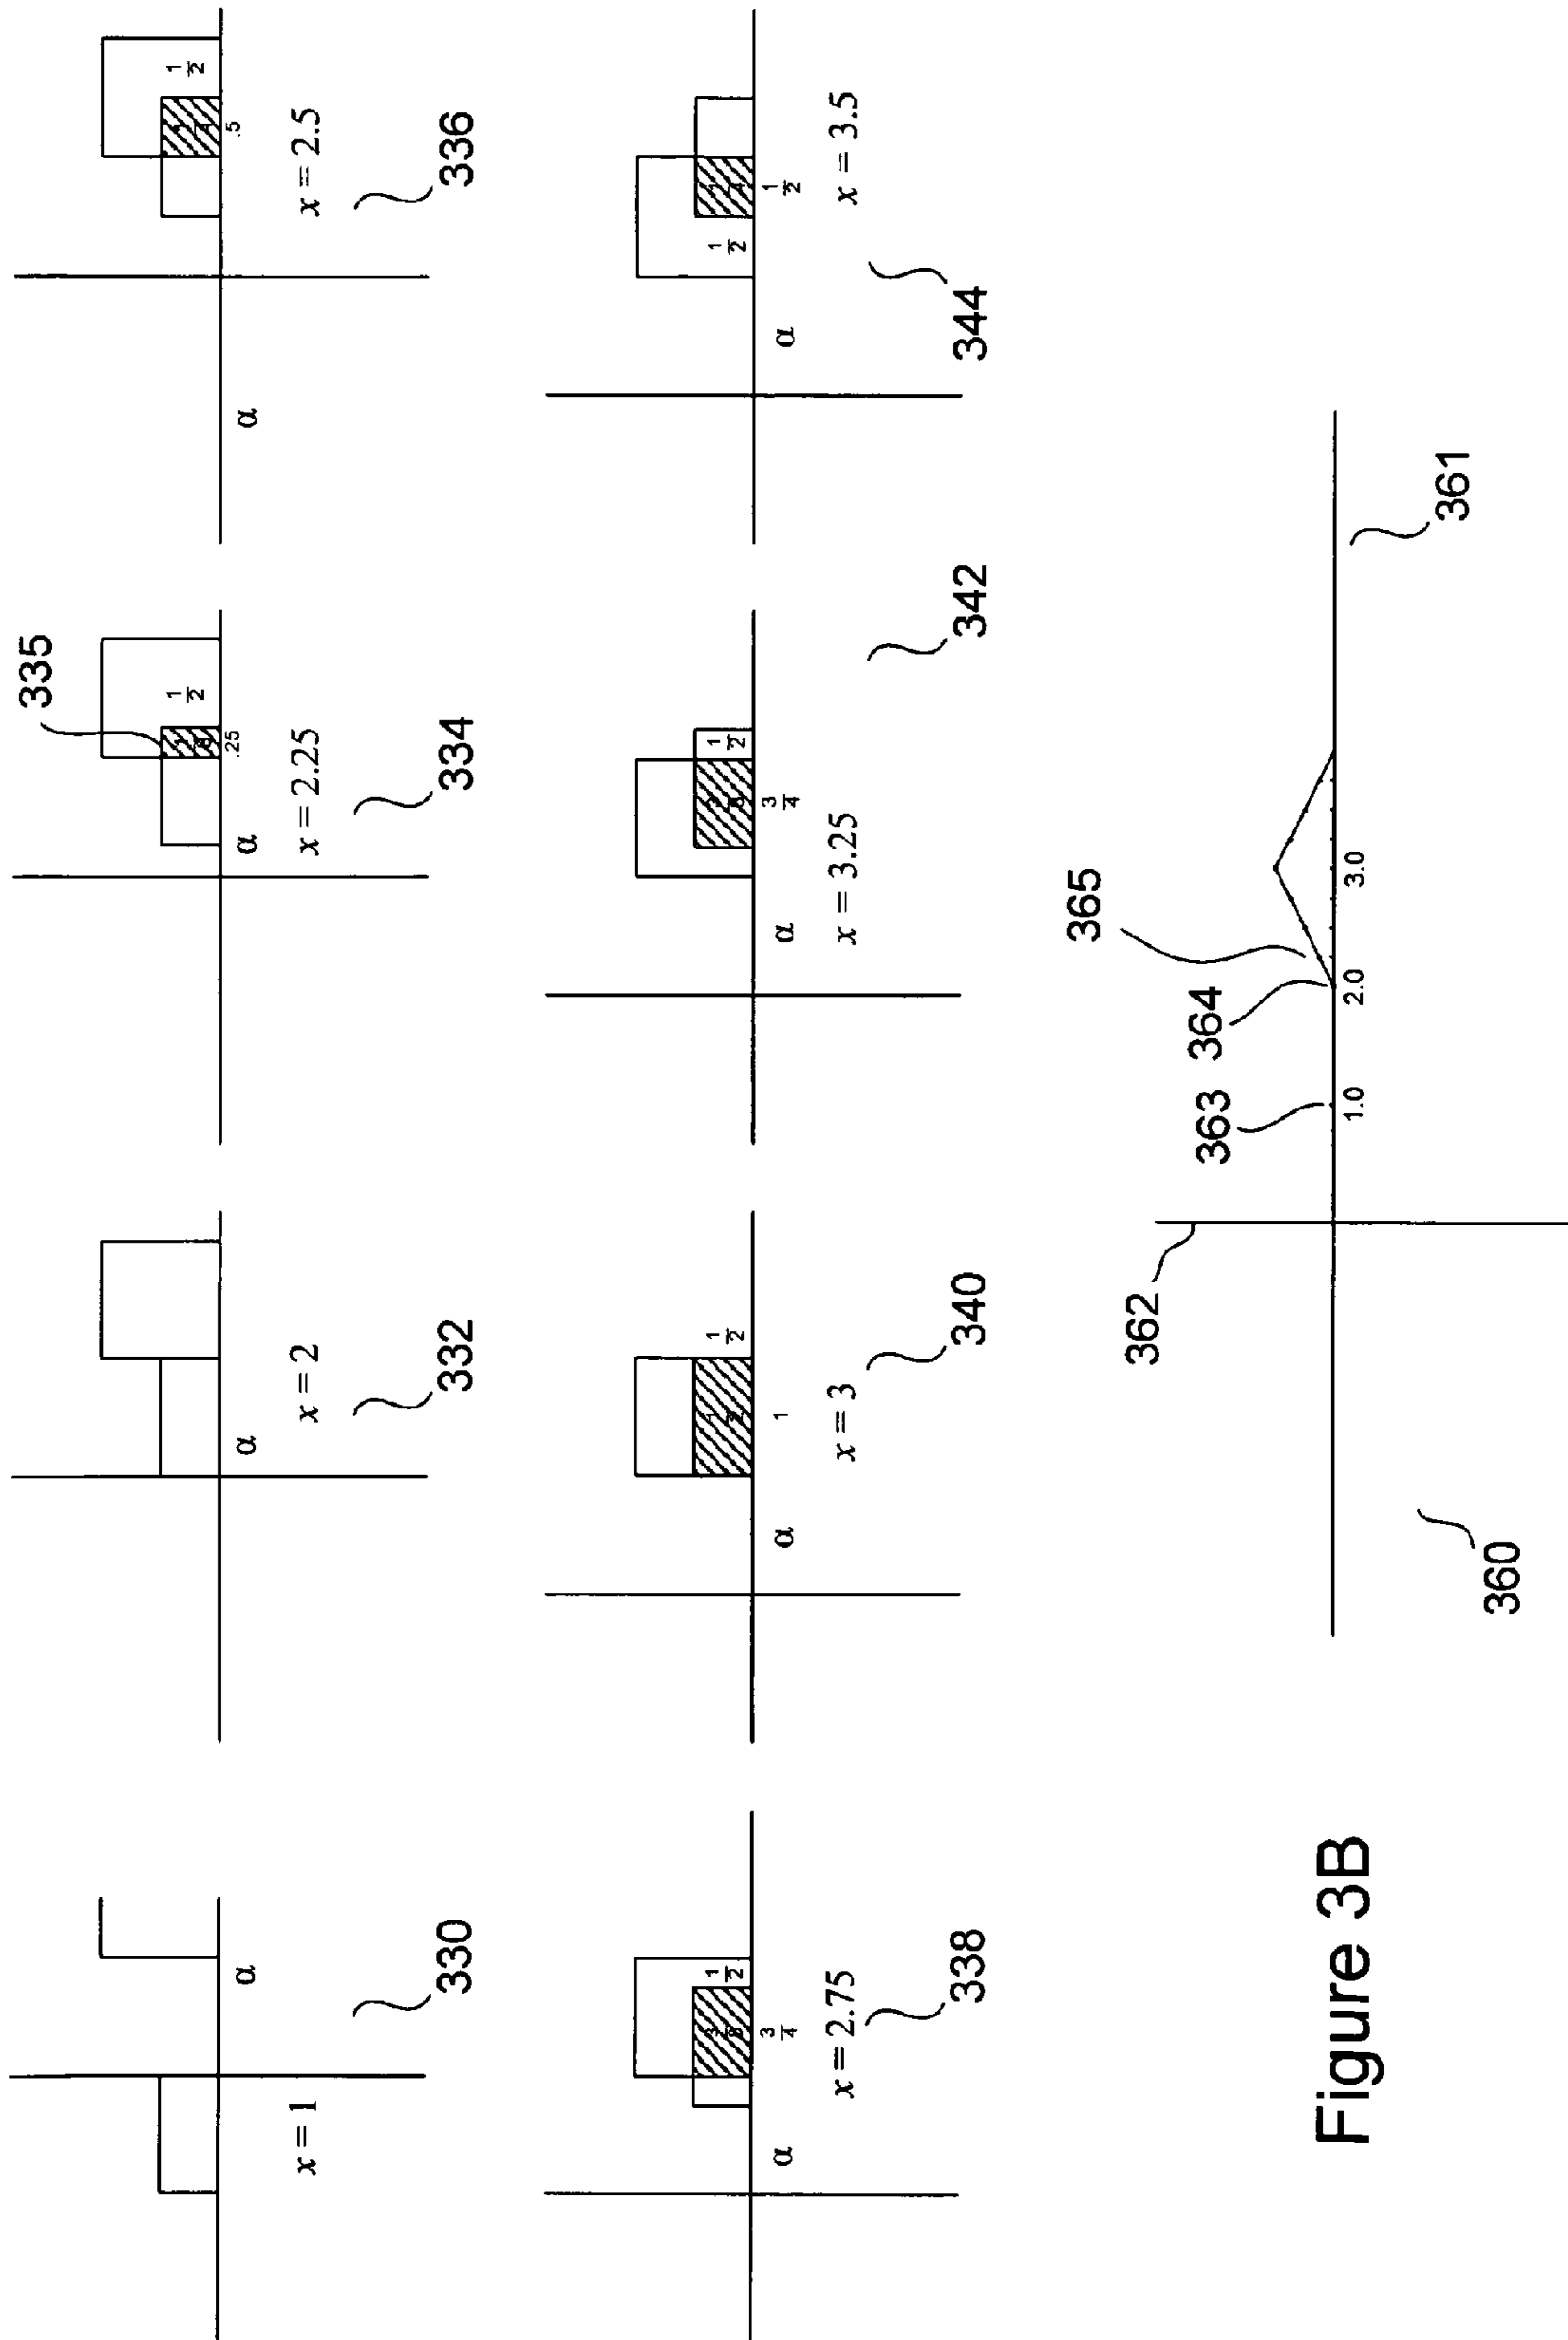 α
x = 1
330
α
x = 2
332
335
1/2
.25
α
x = 2.25
334
1/2
.5
α
x = 2.5
336
1/2
3/4
α
x = 2.75
338
1/2
1
α
x = 3
340
1/2
3/4
α
x = 3.25
342
1/2
1/2
α
x = 3.5
344
362
363
364
365
1.0
2.0
3.0
361
360
Figure 3B